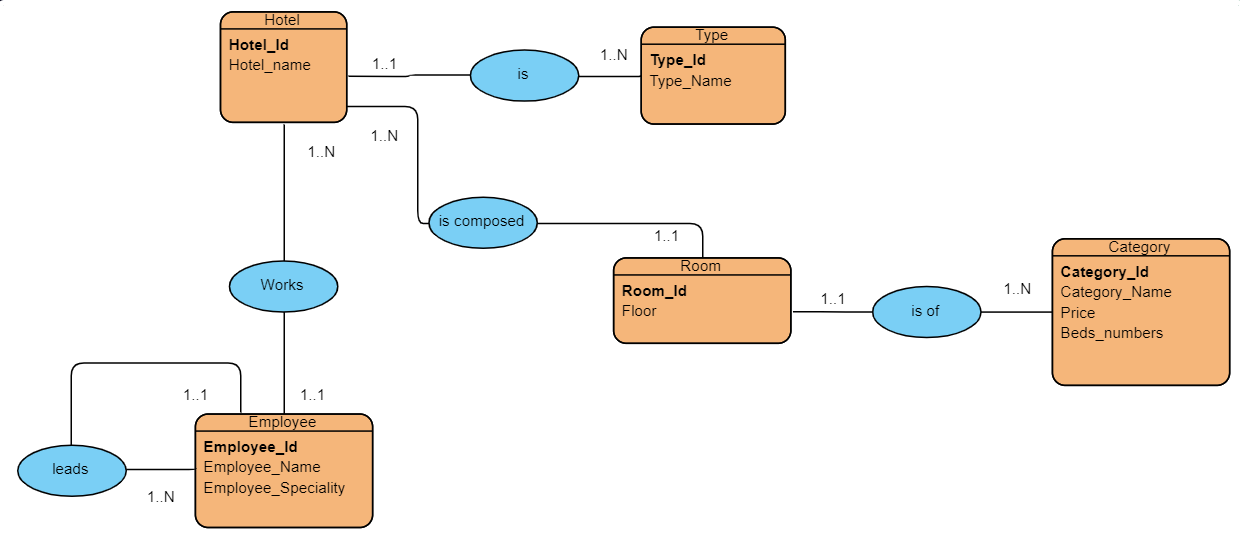 Hotel
Hotel_Id
Hotel_name
1..1
is
1..N
Type
Type_Id
Type_Name
1..N
1..N
is composed
1..1
Room
Room_Id
Floor
1..1
is of
1..N
Category
Category_Id
Category_Name
Price
Beds_numbers
Works
1..1
1..1
Employee
Employee_Id
Employee_Name
Employee_Speciality
leads
1..N